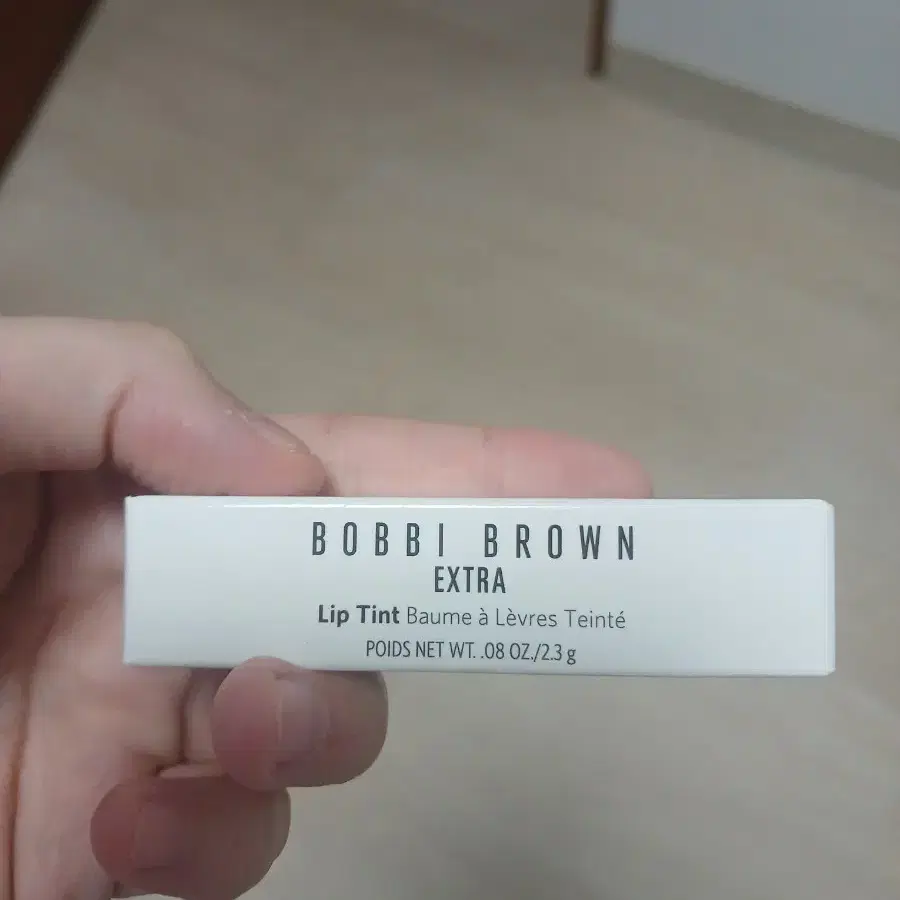 BOBBI BROWN
EXTRA
Lip Tint Baume à Lèvres Teinté
POIDS NET WT. .08 OZ./2.3 g